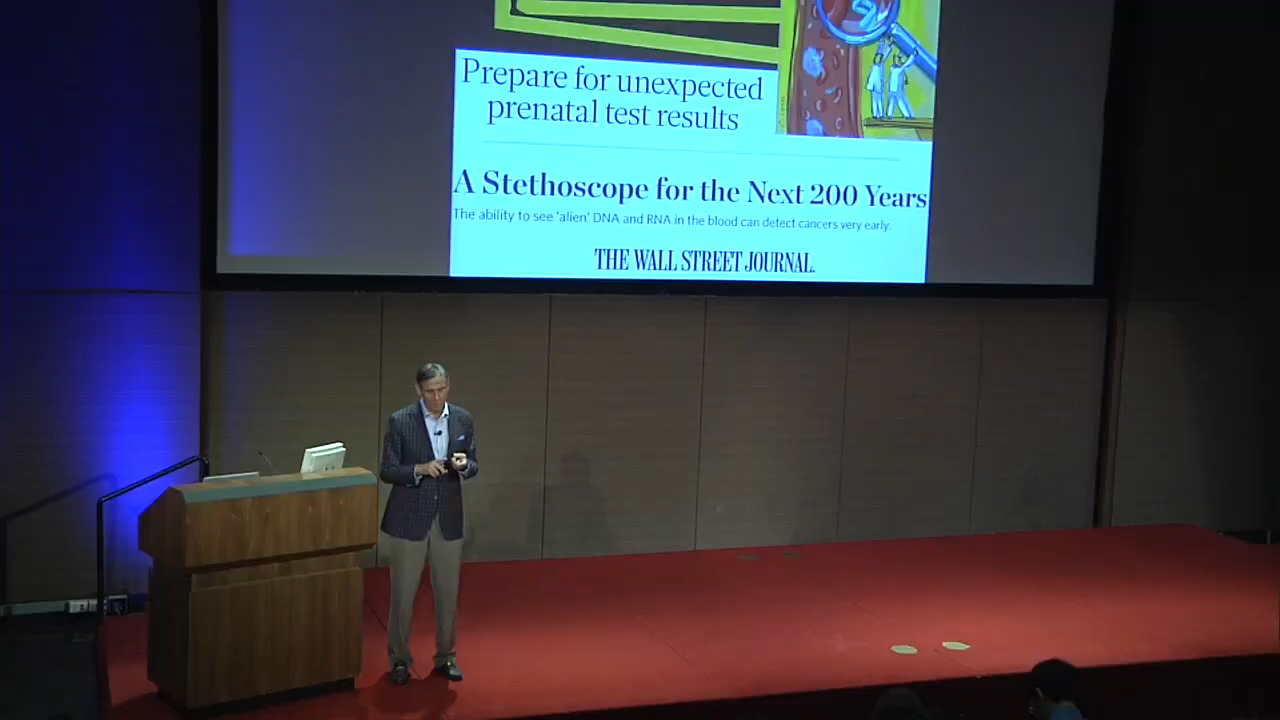 Prepare for unexpected
prenatal test results
A Stethoscope for the Next 200 Years
The ability to see 'alien' DNA and RNA in the blood can detect cancers very early.
THE WALL STREET JOURNAL.